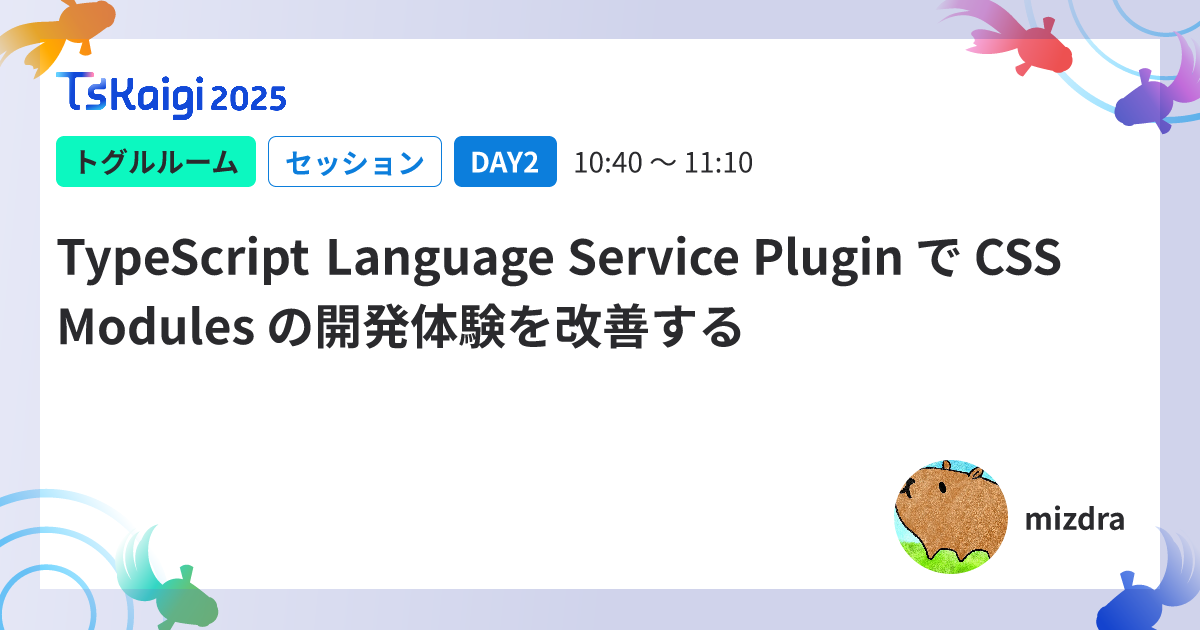 TSKaigi 2025
トグルルーム セッション DAY2 10:40 〜 11:10
TypeScript Language Service Plugin で CSS
Modules の開発体験を改善する
mizdra